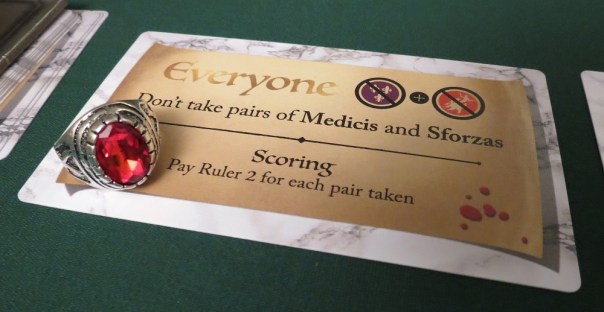 Everyone
Don't take pairs of Medicis and Sforzas
Scoring
Pay Ruler 2 for each pair taken